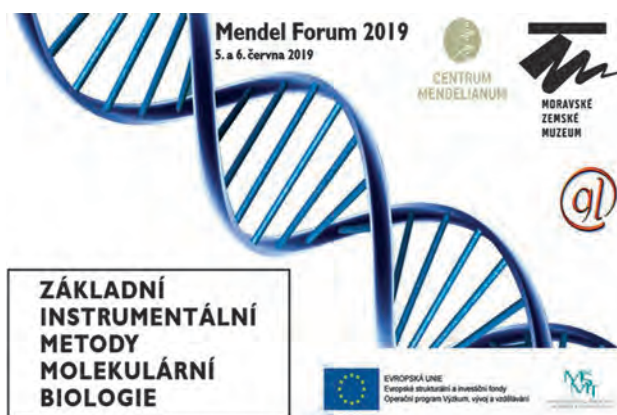 Mendel Forum 2019
5. a 6. června 2019
CENTRUM
MENDELIANUM
MORAVSKÉ
ZEMSKÉ
MUZEUM
gl
ZÁKLADNÍ
INSTRUMENTÁLNÍ
METODY
MOLEKULÁRNÍ
BIOLOGIE
EVROPSKÁ UNIE
Evropské strukturální a investiční fondy
Operační program Výzkum, vývoj a vzdělávání